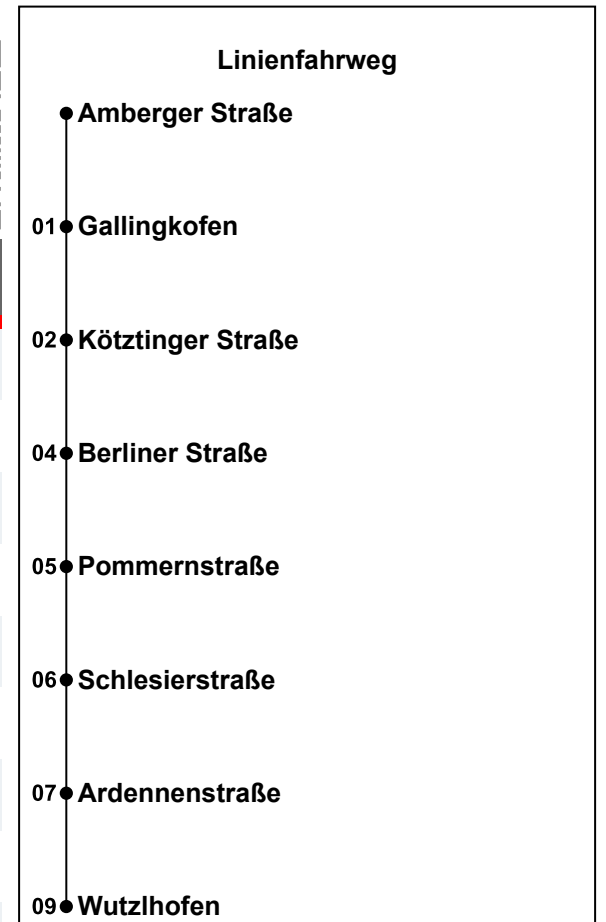 Linienfahrweg
Amberger Straße
01 Gallingkofen
02 Kötztinger Straße
04 Berliner Straße
05 Pommernstraße
06 Schlesierstraße
07 Ardennenstraße
09 Wutzlhofen